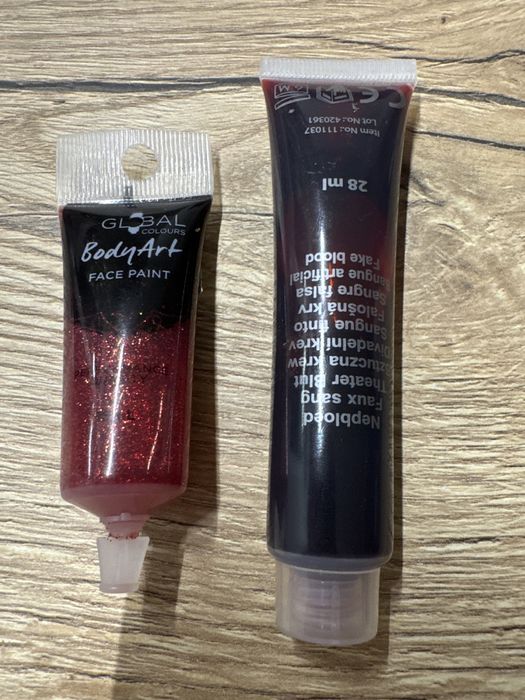 GLOBAL
COLOURS
BodyArt
FACE PAINT
Nepbloed
Faux sang
Theater Blut
Sztuczna krew
Divadelní krev
Sangue finto
Falošná krv
Sangre falsa
Sangue artificial
Fake blood
28 ml
Item No.: 111037
Lot No.: 420361
CE